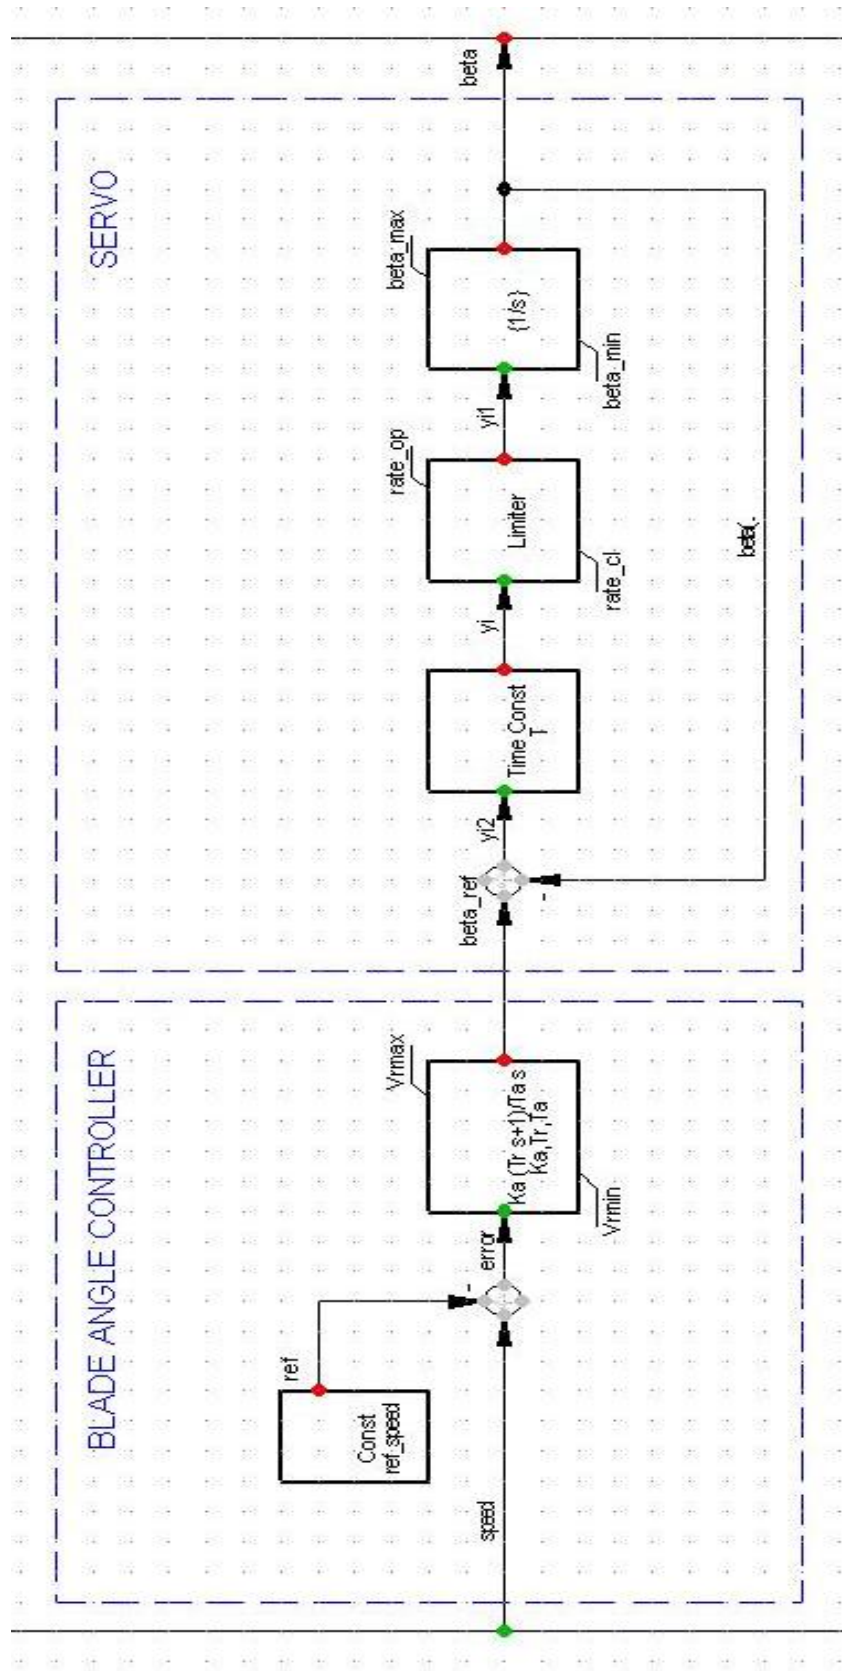 BLADE ANGLE CONTROLLER
SERVO
Const
ref_speed
ref
speed
-
error
Vrmax
Ka (Tr s+1)/Ta s
Ka,Tr,Ta
Vrmin
beta_ref
-
yi2
Time Const
T
yi
rate_op
Limiter
rate_cl
yi1
beta_max
{1/s}
beta_min
beta(.
beta